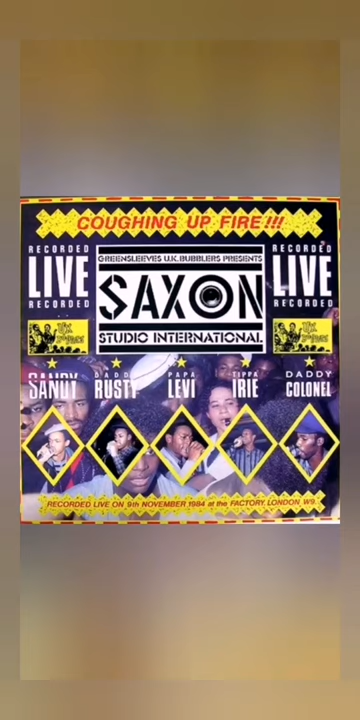 COUGHING UP FIRE!!!
RECORDED
LIVE
RECORDED
GREENSLEEVES U.K. BUBBLERS PRESENTS
SAXON
STUDIO INTERNATIONAL
RECORDED
LIVE
RECORDED
SANDY
DADDY
RUSTY
PAPA
LEVI
TIPPA
IRIE
DADDY
COLONEL
RECORDED LIVE ON 9th NOVEMBER 1984 at the FACTORY. LONDON W9.